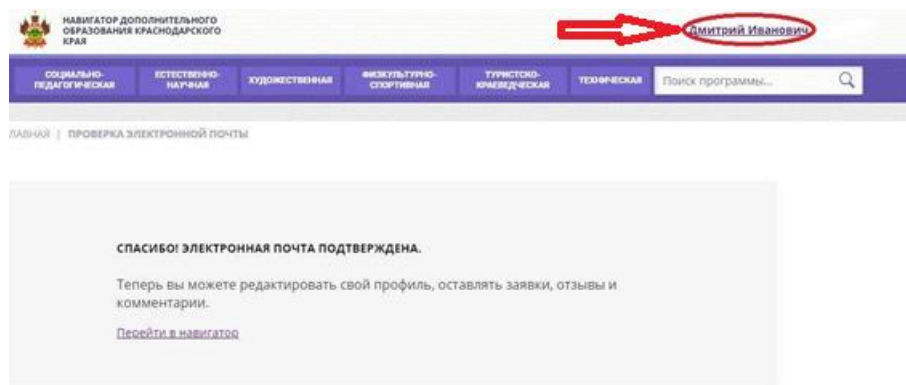 НАВИГАТОР ДОПОЛНИТЕЛЬНОГО
ОБРАЗОВАНИЯ КРАСНОДАРСКОГО
КРАЯ
Дмитрий Иванович
СОЦИАЛЬНО-
ПЕДАГОГИЧЕСКАЯ
ЕСТЕСТВЕННО-
НАУЧНАЯ
ХУДОЖЕСТВЕННАЯ
ФИЗКУЛЬТУРНО-
СПОРТИВНАЯ
ТУРИСТСКО-
КРАЕВЕДЧЕСКАЯ
ТЕХНИЧЕСКАЯ
Поиск программы...
ЛАВНАЯ | ПРОВЕРКА ЭЛЕКТРОННОЙ ПОЧТЫ
СПАСИБО! ЭЛЕКТРОННАЯ ПОЧТА ПОДТВЕРЖДЕНА.
Теперь вы можете редактировать свой профиль, оставлять заявки, отзывы и
комментарии.
Перейти в навигатор